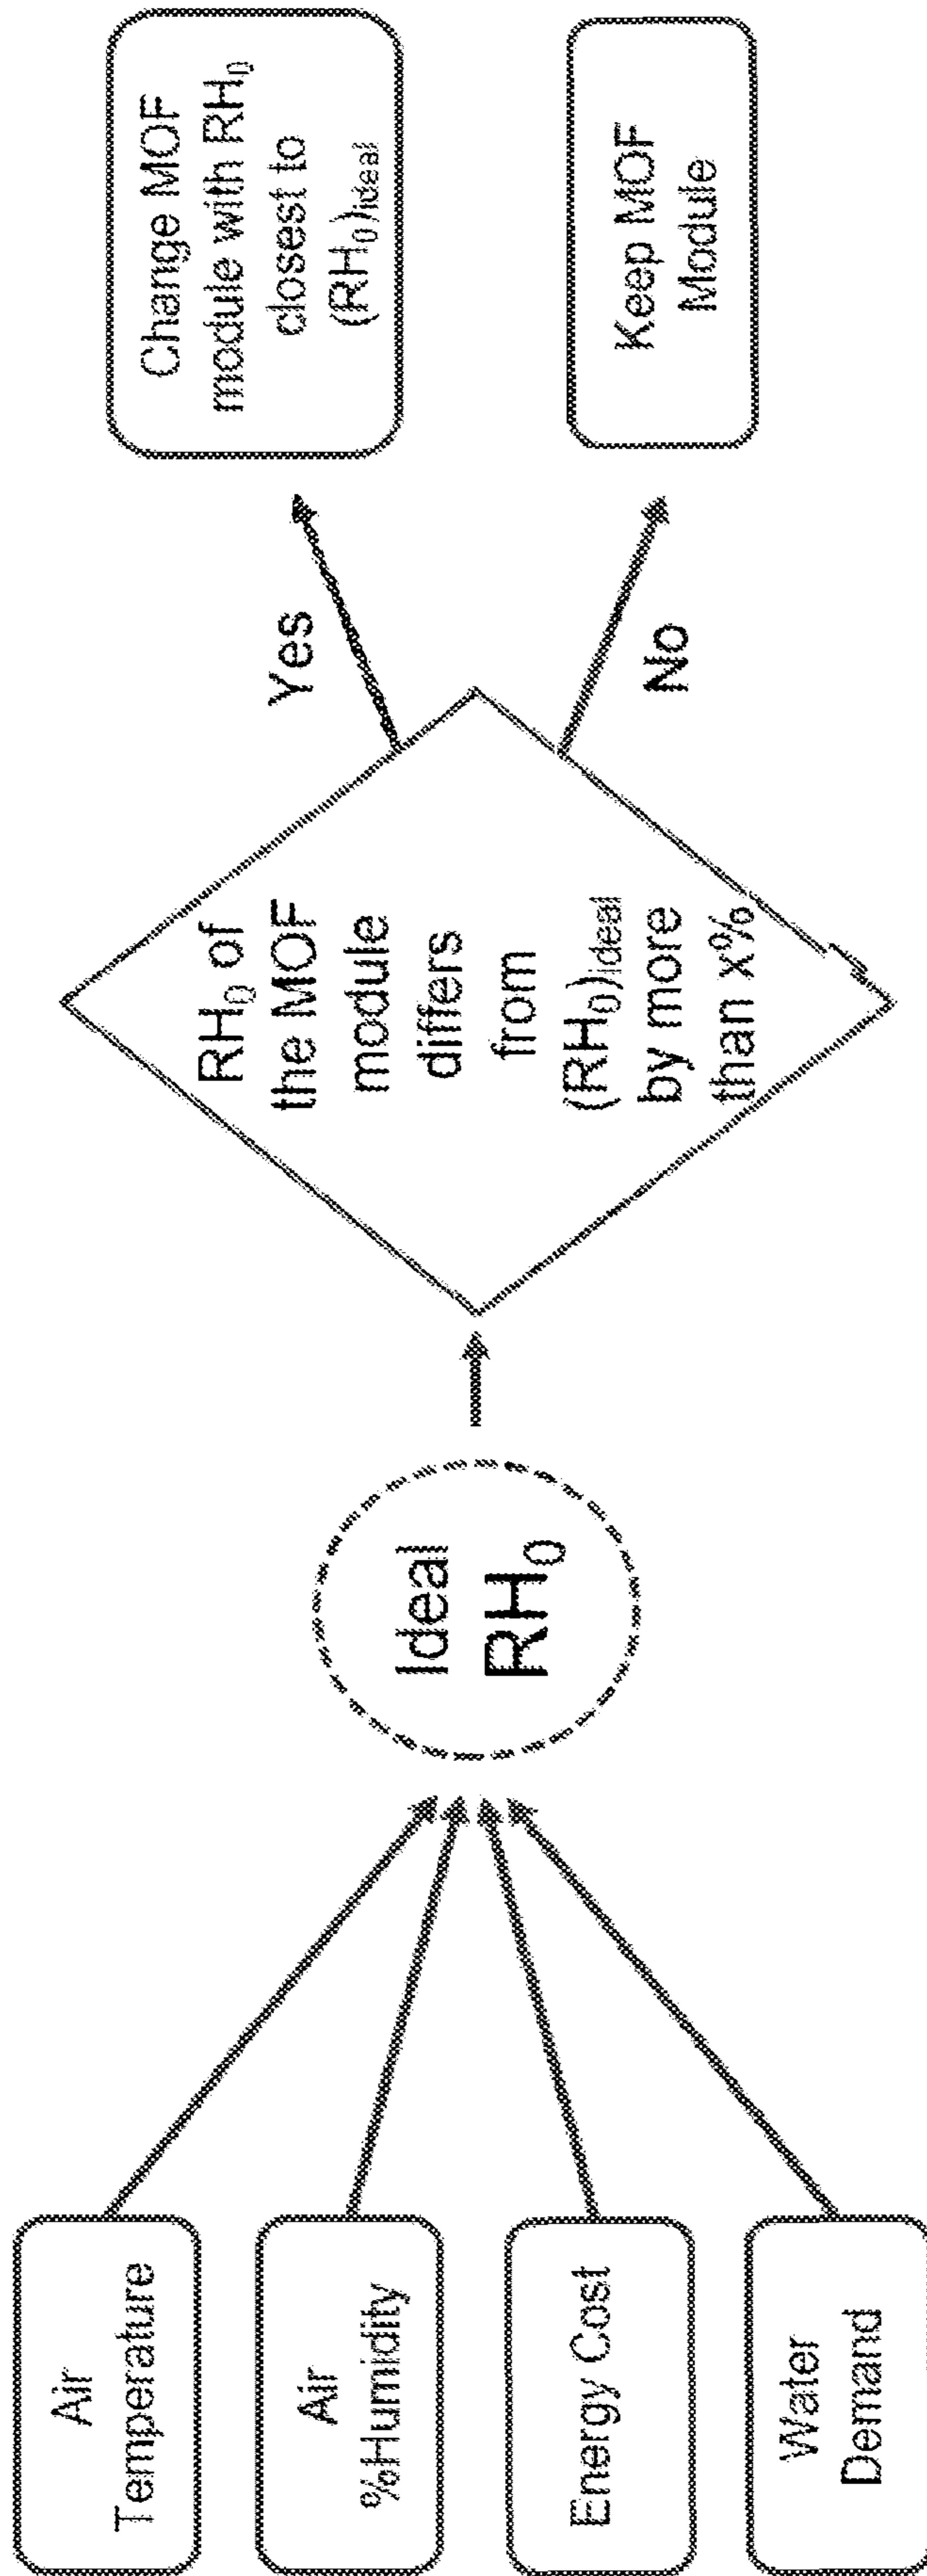 Air
Temperature
Air
%Humidity
Energy Cost
Water
Demand
Ideal
RH₀
RH₀ of
the MOF
module
differs
from
(RH₀)ideal
by more
than x%
Yes
No
Change MOF
module with RH₀
closest to
(RH₀)ideal
Keep MOF
Module